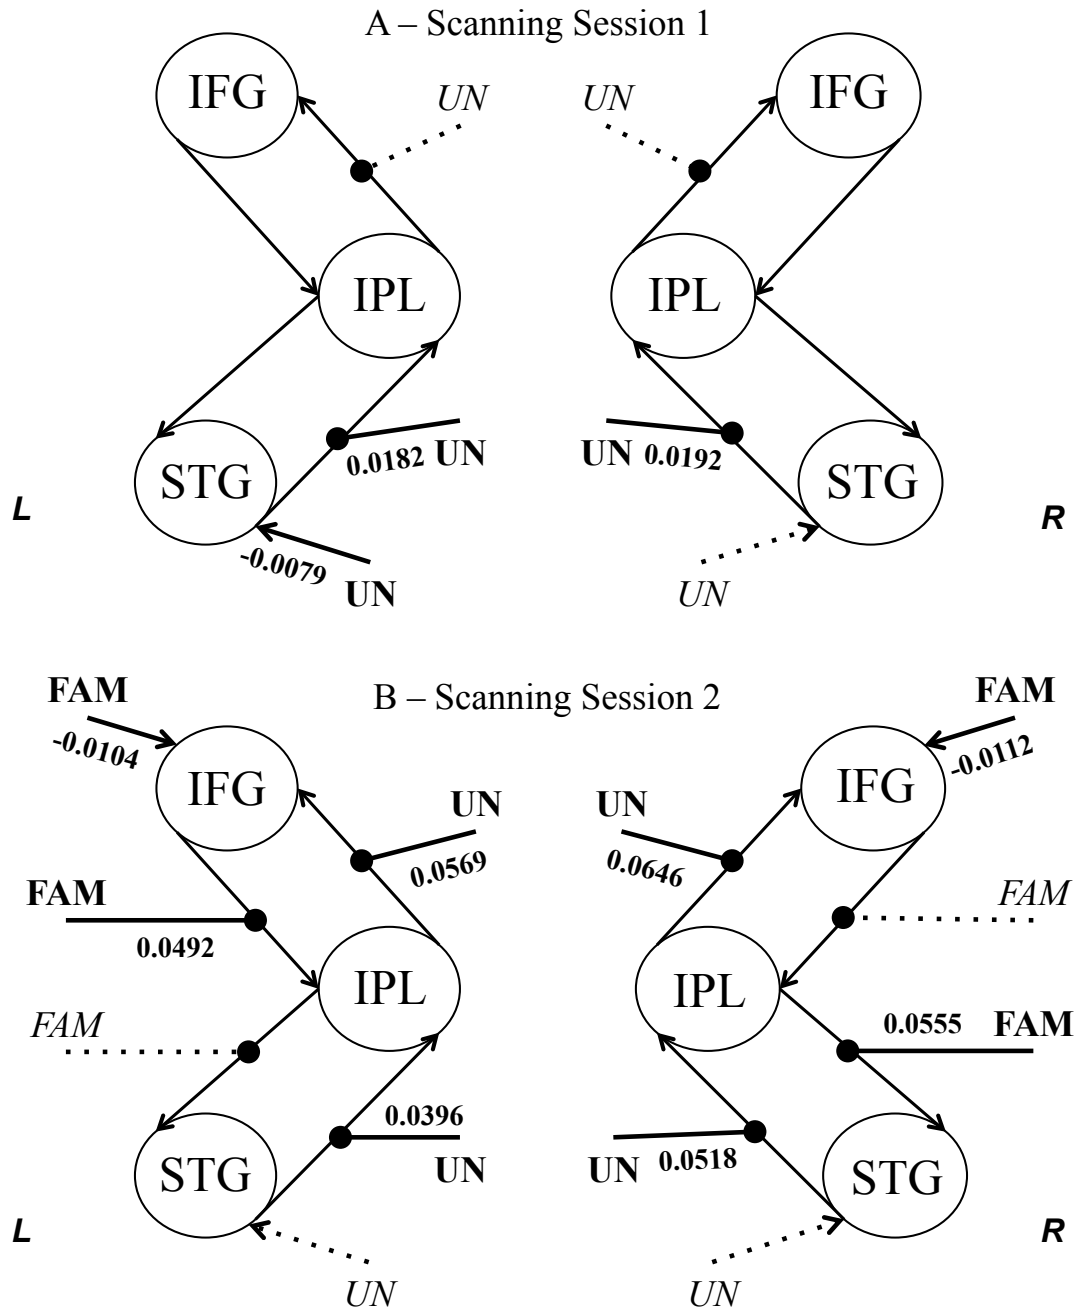 A – Scanning Session 1
IFG
UN
UN
IFG
IPL
IPL
0.0182 UN
UN 0.0192
STG
STG
L
R
-0.0079
UN
UN
FAM
B – Scanning Session 2
FAM
-0.0104
-0.0112
IFG
IFG
UN
UN
0.0569
0.0646
FAM
FAM
0.0492
IPL
IPL
FAM
0.0555 FAM
0.0396
UN
UN 0.0518
STG
STG
L
R
UN
UN